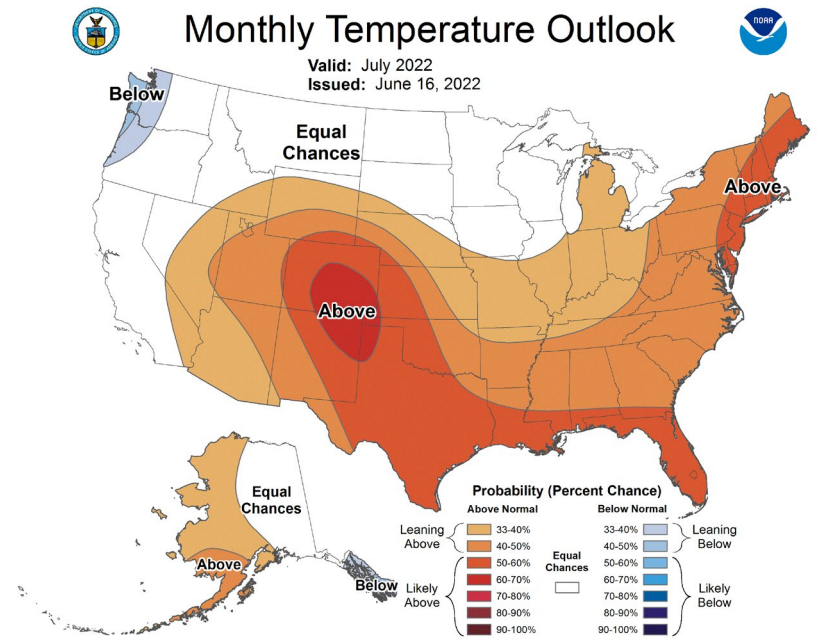 Monthly Temperature Outlook
NOAA
Valid: July 2022
Issued: June 16, 2022
Below
Equal
Chances
Above
Above
Equal
Chances
Above
Below
Probability (Percent Chance)
Above Normal
Below Normal
Leaning
Above
33-40%
40-50%
Likely
Above
50-60%
60-70%
70-80%
80-90%
90-100%
Equal
Chances
33-40%
40-50%
Leaning
Below
50-60%
60-70%
70-80%
80-90%
90-100%
Likely
Below